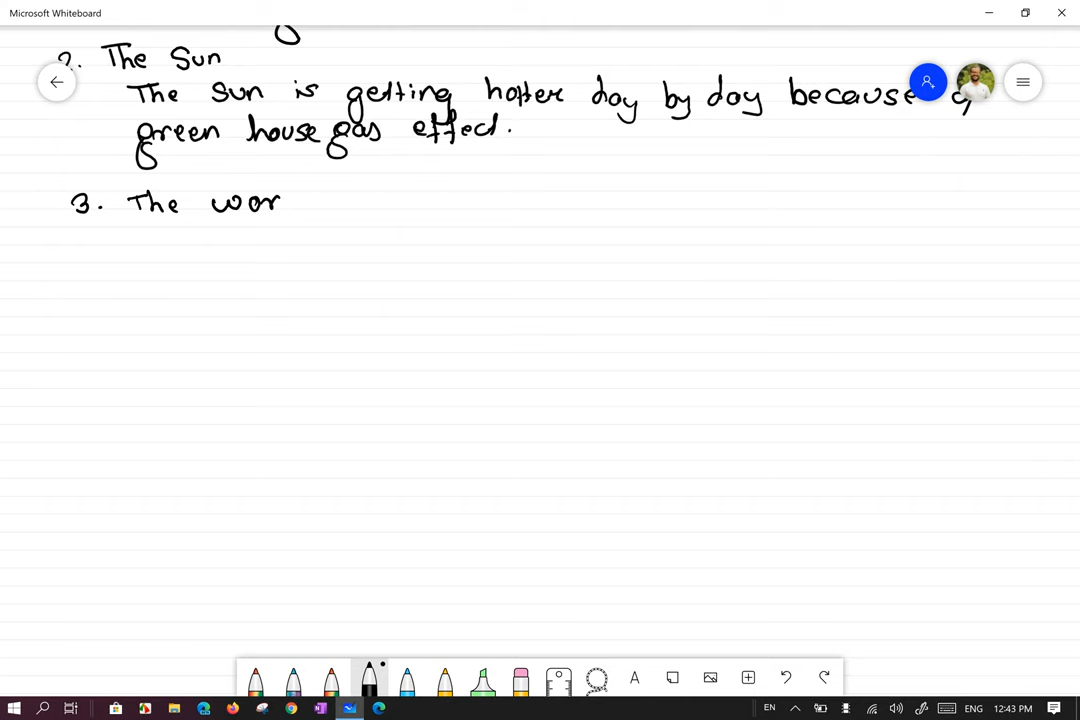 Microsoft Whiteboard
2. The Sun
The Sun is getting hotter day by day because
green house gas effect.
3. The wor
A
EN
ENG
12:43 PM